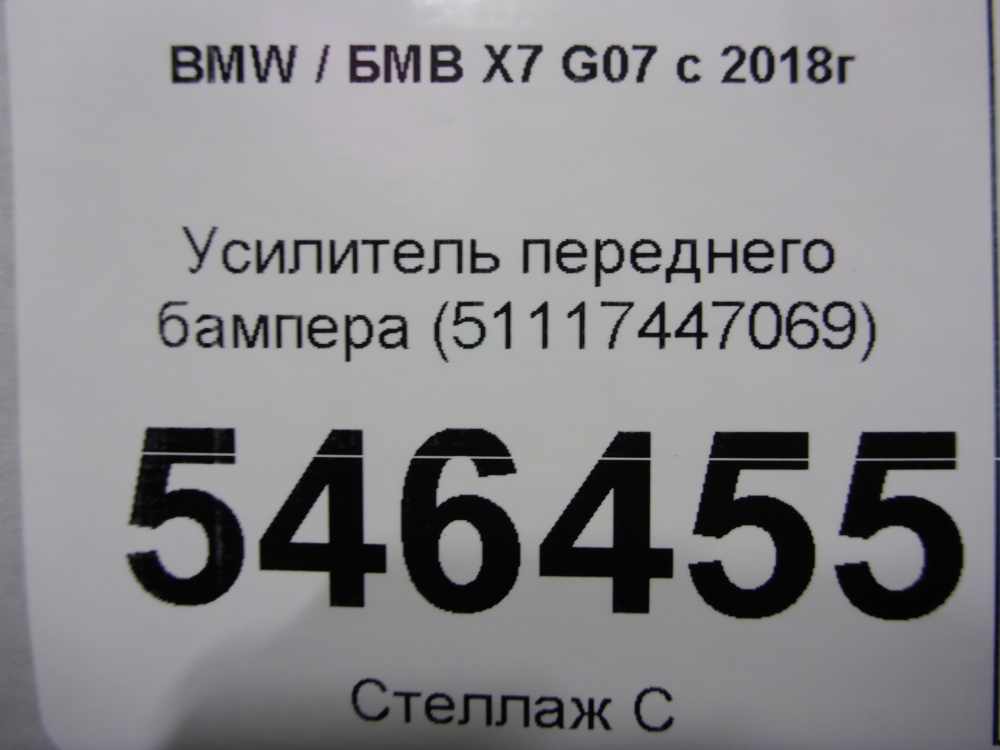 BMW / БМВ X7 G07 с 2018г
Усилитель переднего
бампера (51117447069)
546455
Стеллаж С